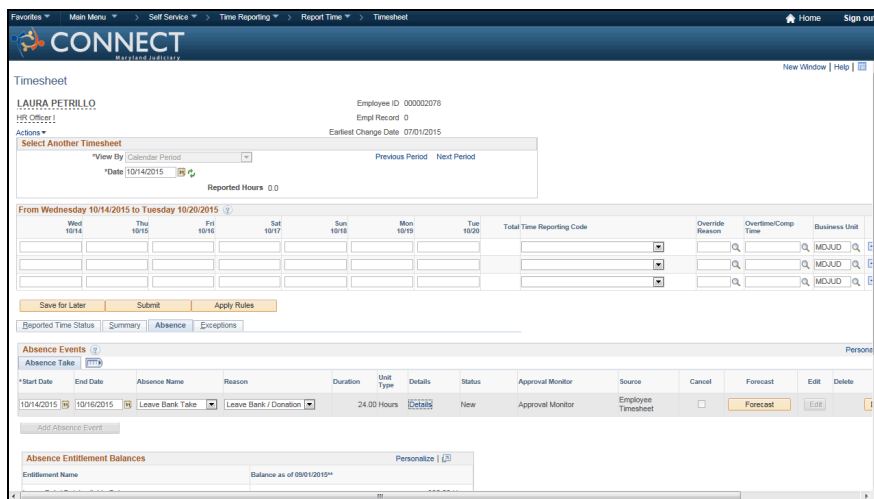 Favorites Main Menu > Self Service > Time Reporting > Report Time > Timesheet Home Sign out
CONNECT
Maryland Judiciary
New Window | Help |
Timesheet
LAURA PETRILLO Employee ID 000002078
HR Officer I Empl Record 0
Actions Earliest Change Date 07/01/2015
Select Another Timesheet
*View By Calendar Period Previous Period Next Period
*Date 10/14/2015
Reported Hours 0.0
From Wednesday 10/14/2015 to Tuesday 10/20/2015
Wed 10/14 Thu 10/15 Fri 10/16 Sat 10/17 Sun 10/18 Mon 10/19 Tue 10/20 Total Time Reporting Code Override Reason Overtime/Comp Time Business Unit
MDJUD
MDJUD
MDJUD
Save for Later Submit Apply Rules
Reported Time Status Summary Absence Exceptions
Absence Events Persona
Absence Take
*Start Date End Date Absence Name Reason Duration Unit Type Details Status Approval Monitor Source Cancel Forecast Edit Delete
10/14/2015 10/16/2015 Leave Bank Take Leave Bank / Donation 24.00 Hours Details New Approval Monitor Employee Timesheet Forecast Edit
Add Absence Event
Absence Entitlement Balances Personalize |
Entitlement Name Balance as of 09/01/2015**